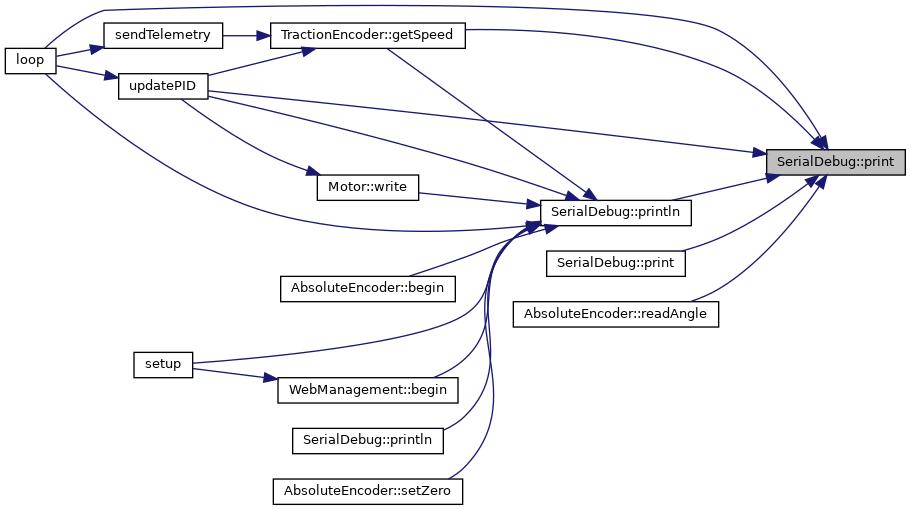 sendTelemetry
TractionEncoder::getSpeed
loop
updatePID
SerialDebug::print
Motor::write
SerialDebug::println
SerialDebug::print
AbsoluteEncoder::begin
AbsoluteEncoder::readAngle
setup
WebManagement::begin
SerialDebug::println
AbsoluteEncoder::setZero